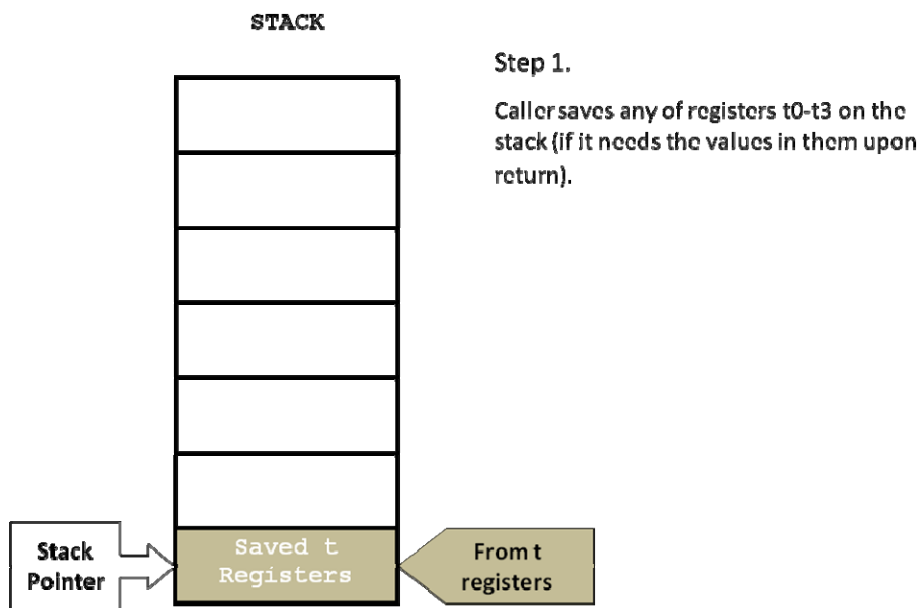 STACK
Step 1.
Caller saves any of registers t0-t3 on the
stack (if it needs the values in them upon
return).
Stack
Pointer
Saved t
Registers
From t
registers